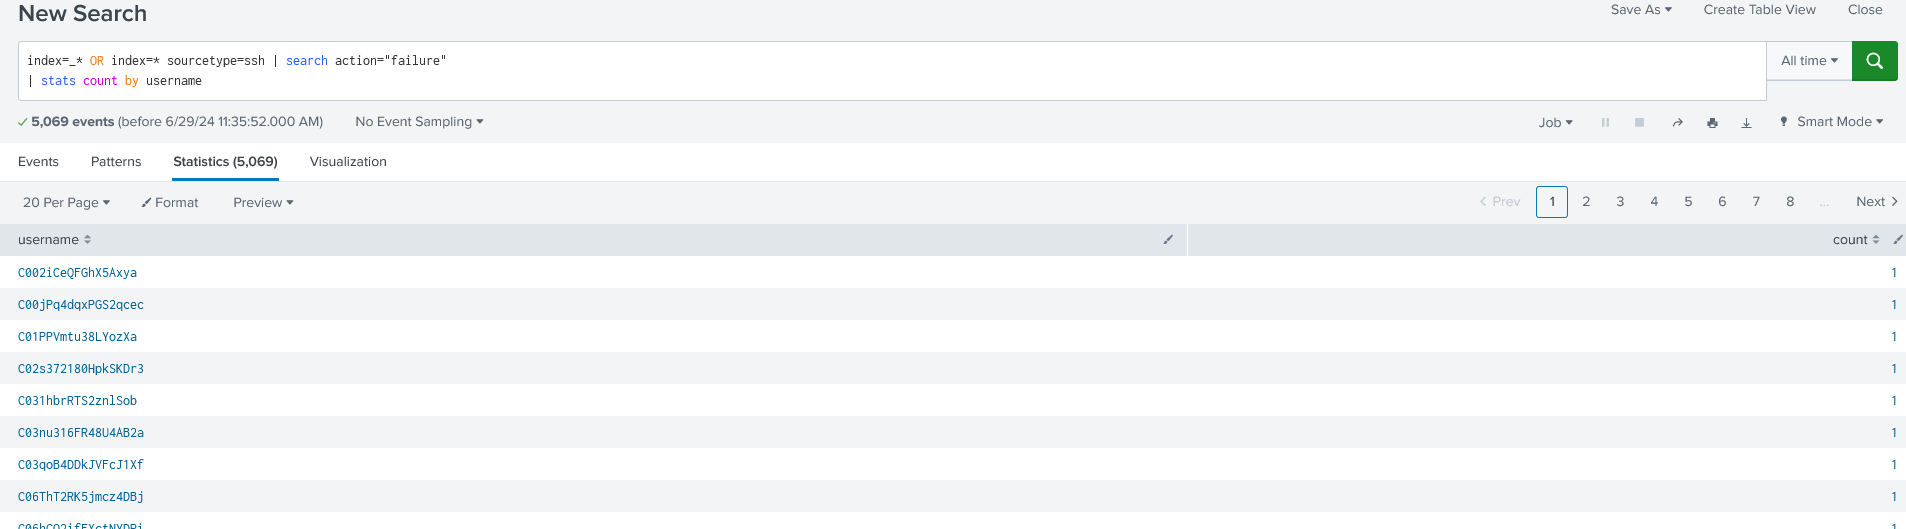 New Search
Save As Create Table View Close
index=_* OR index=* sourcetype=ssh | search action="failure"
| stats count by username
All time
5,069 events (before 6/29/24 11:35:52.000 AM) No Event Sampling
Job Smart Mode
Events Patterns Statistics (5,069) Visualization
20 Per Page Format Preview
< Prev 1 2 3 4 5 6 7 8 ... Next >
username count
C002iCeQFGhX5Axya 1
C00jPq4dqxPGS2qcec 1
C01PPVmtu38LYozXa 1
C02s372180HpkSKDr3 1
C031hbrRTS2znlSob 1
C03nu316FR48U4AB2a 1
C03qoB4DDkJVFcJ1Xf 1
C06ThT2RK5jmcz4DBj 1
1